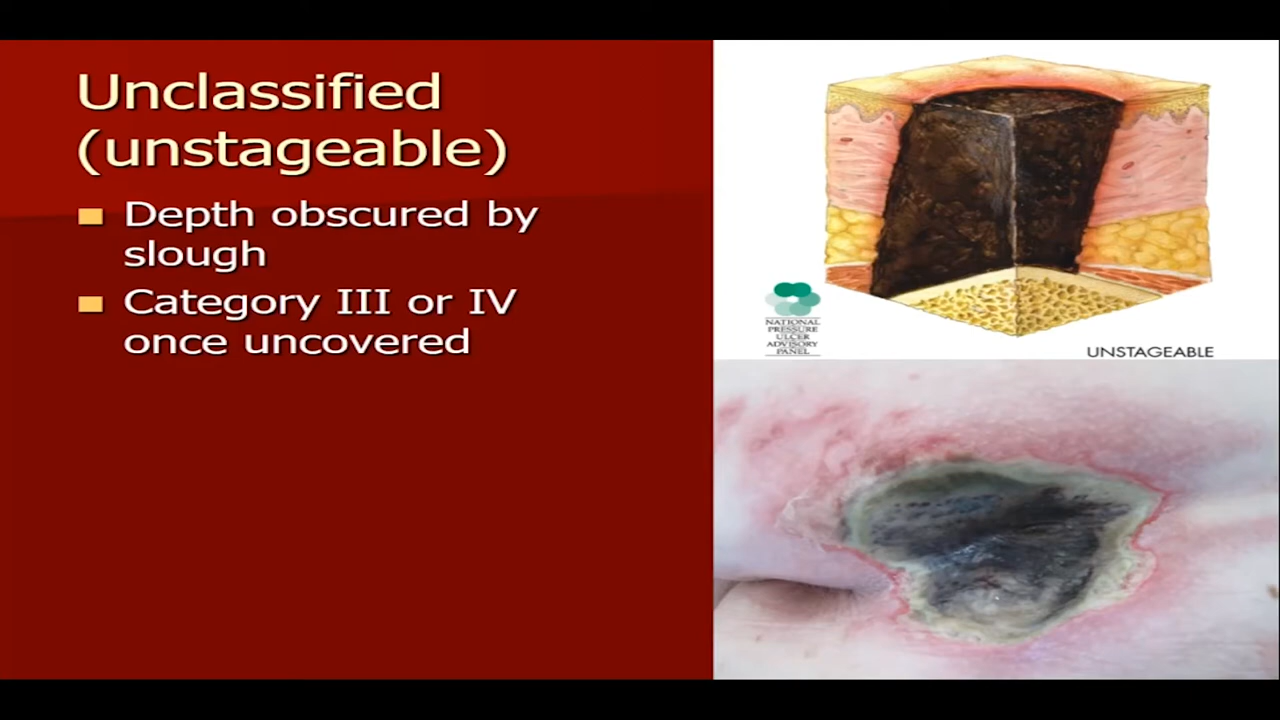 Unclassified
(unstageable)
Depth obscured by
slough
Category III or IV
once uncovered
NATIONAL
PRESSURE
ULCER
ADVISORY
PANEL
UNSTAGEABLE